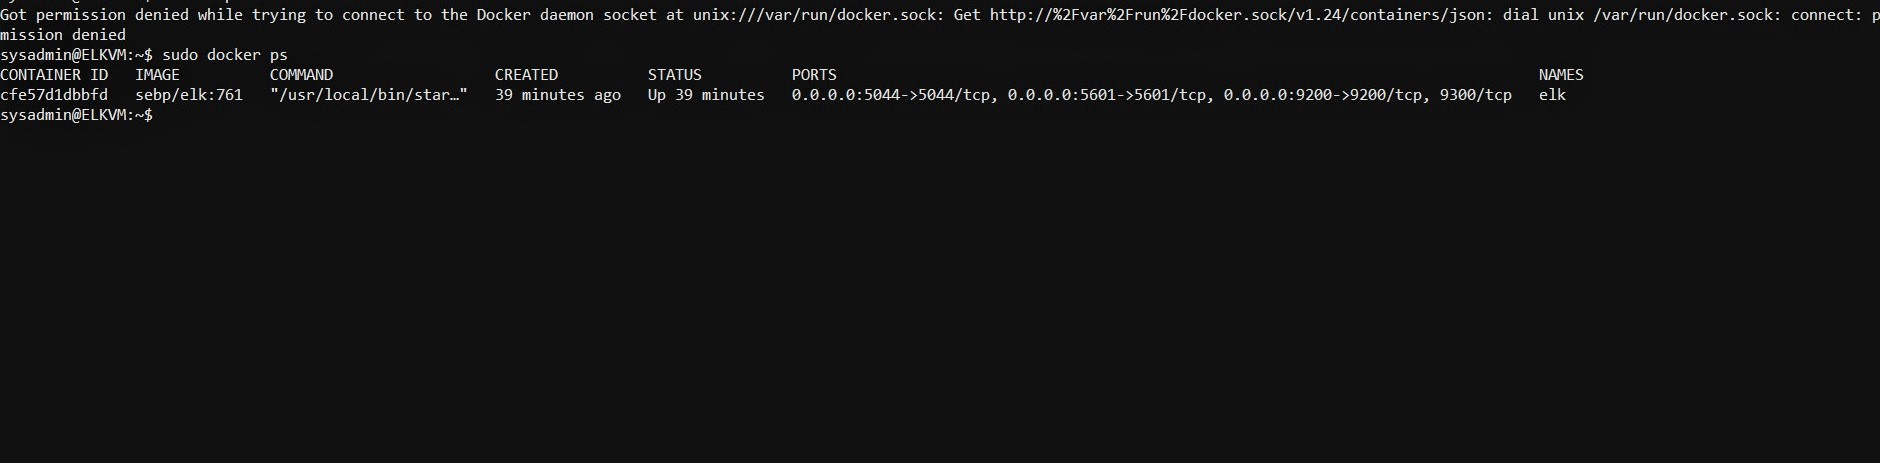 Got permission denied while trying to connect to the Docker daemon socket at unix:///var/run/docker.sock: Get http://%2Fvar%2Frun%2Fdocker.sock/v1.24/containers/json: dial unix /var/run/docker.sock: connect: p
mission denied
sysadmin@ELKVM:~$ sudo docker ps
CONTAINER ID   IMAGE          COMMAND                  CREATED          STATUS          PORTS                                                                              NAMES
cfe57d1dbbfd   sebp/elk:761   "/usr/local/bin/star…"   39 minutes ago   Up 39 minutes   0.0.0.0:5044->5044/tcp, 0.0.0.0:5601->5601/tcp, 0.0.0.0:9200->9200/tcp, 9300/tcp   elk
sysadmin@ELKVM:~$